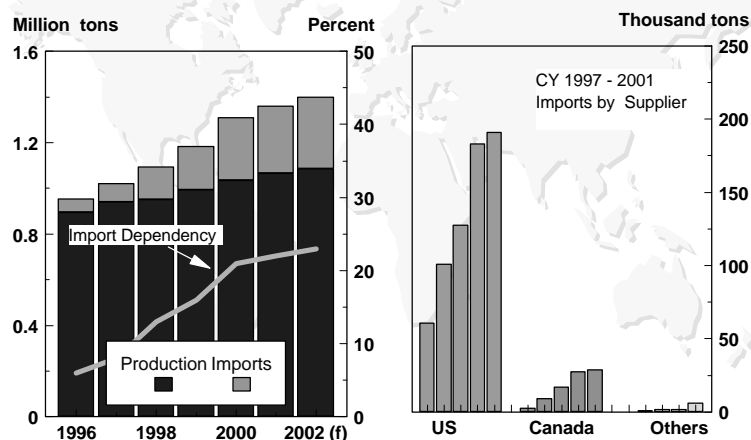 Million tons
Percent
1.6
1.2
0.8
0.4
0
50
40
30
20
10
0
Import Dependency
Production Imports
1996
1998
2000
2002 (f)
Thousand tons
CY 1997 - 2001
Imports by Supplier
250
200
150
100
50
0
US
Canada
Others